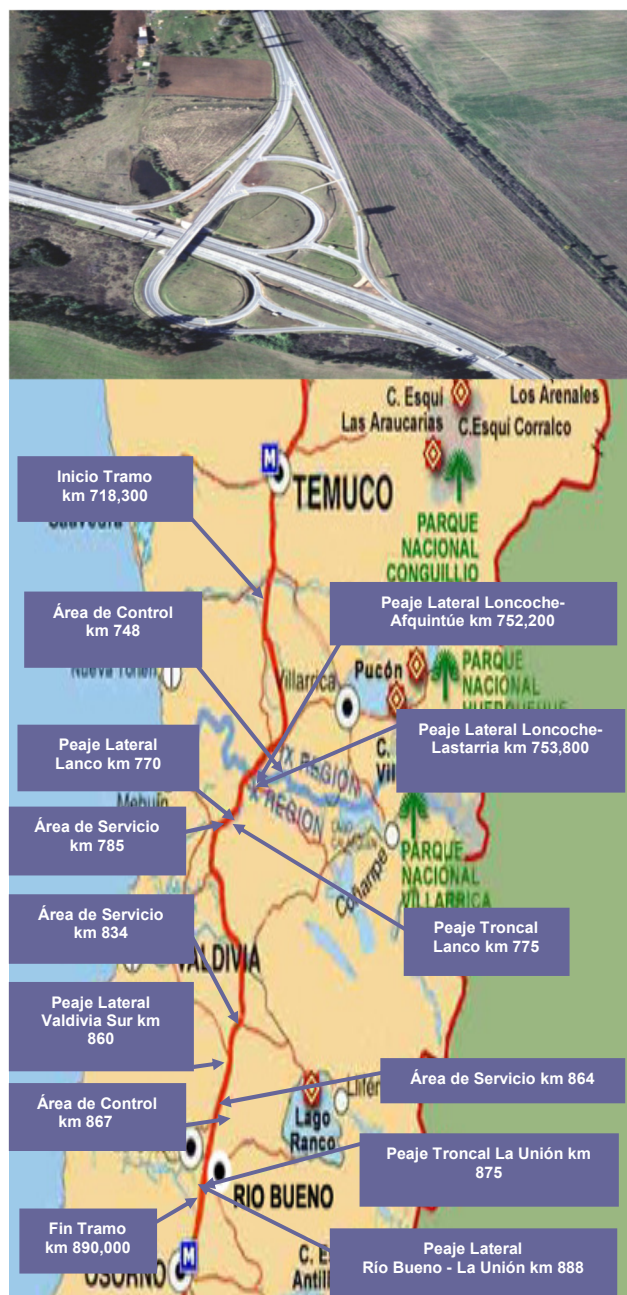 C. Esquí
Las Araucarias
Los Arenales
C.Esqui Corralco
Inicio Tramo
km 718,300
M
TEMUCO
PARQUE
NACIONAL
CONGUILLIO
Área de Control
km 748
Peaje Lateral Loncoche-
Afquintúe km 752,200
Villarrica
Pucón
PARQUE
NACIONAL
Peaje Lateral
Lanco km 770
IX REGION
X REGION
Peaje Lateral Loncoche-
Lastarria km 753,800
Área de Servicio
km 785
Coñaripe
PARQUE
NACIONAL
VILLARRICA
Área de Servicio
km 834
Peaje Troncal
Lanco km 775
VALDIVIA
Peaje Lateral
Valdivia Sur km
860
Área de Servicio km 864
Área de Control
km 867
Lago
Ranco
Peaje Troncal La Unión km
875
RIO BUENO
Fin Tramo
km 890,000
M
OSORNO
Peaje Lateral
Río Bueno - La Unión km 888